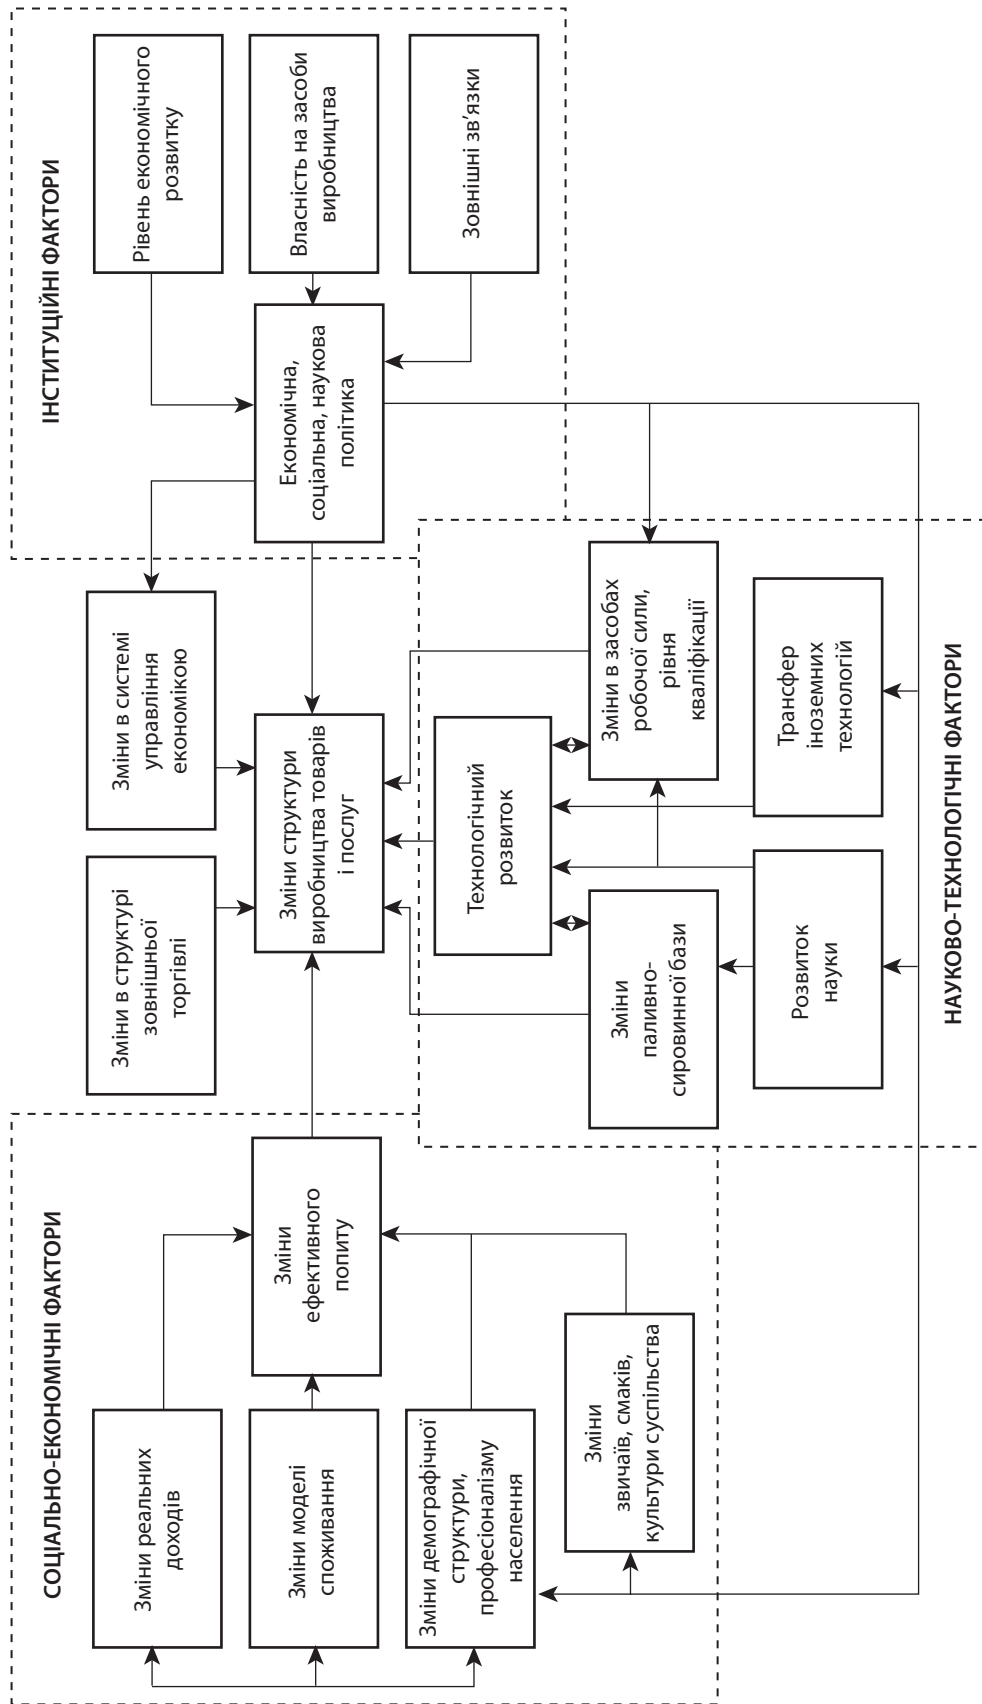 СОЦІАЛЬНО-ЕКОНОМІЧНІ ФАКТОРИ
Зміни реальних
доходів
Зміни моделі
споживання
Зміни демографічної
структури,
професіоналізму
населення
Зміни
звичаїв, смаків,
культури суспільства
Зміни
ефективного
попиту
Зміни в структурі
зовнішньої
торгівлі
Зміни в системі
управління
економікою
Зміни структури
виробництва товарів
і послуг
ІНСТИТУЦІЙНІ ФАКТОРИ
Рівень економічного
розвитку
Власність на засоби
виробництва
Зовнішні зв’язки
Економічна,
соціальна, наукова
політика
Технологічний
розвиток
Зміни
паливно-
сировинної бази
Зміни в засобах
робочої сили,
рівня
кваліфікації
Розвиток
науки
Трансфер
іноземних
технологій
НАУКОВО-ТЕХНОЛОГІЧНІ ФАКТОРИ